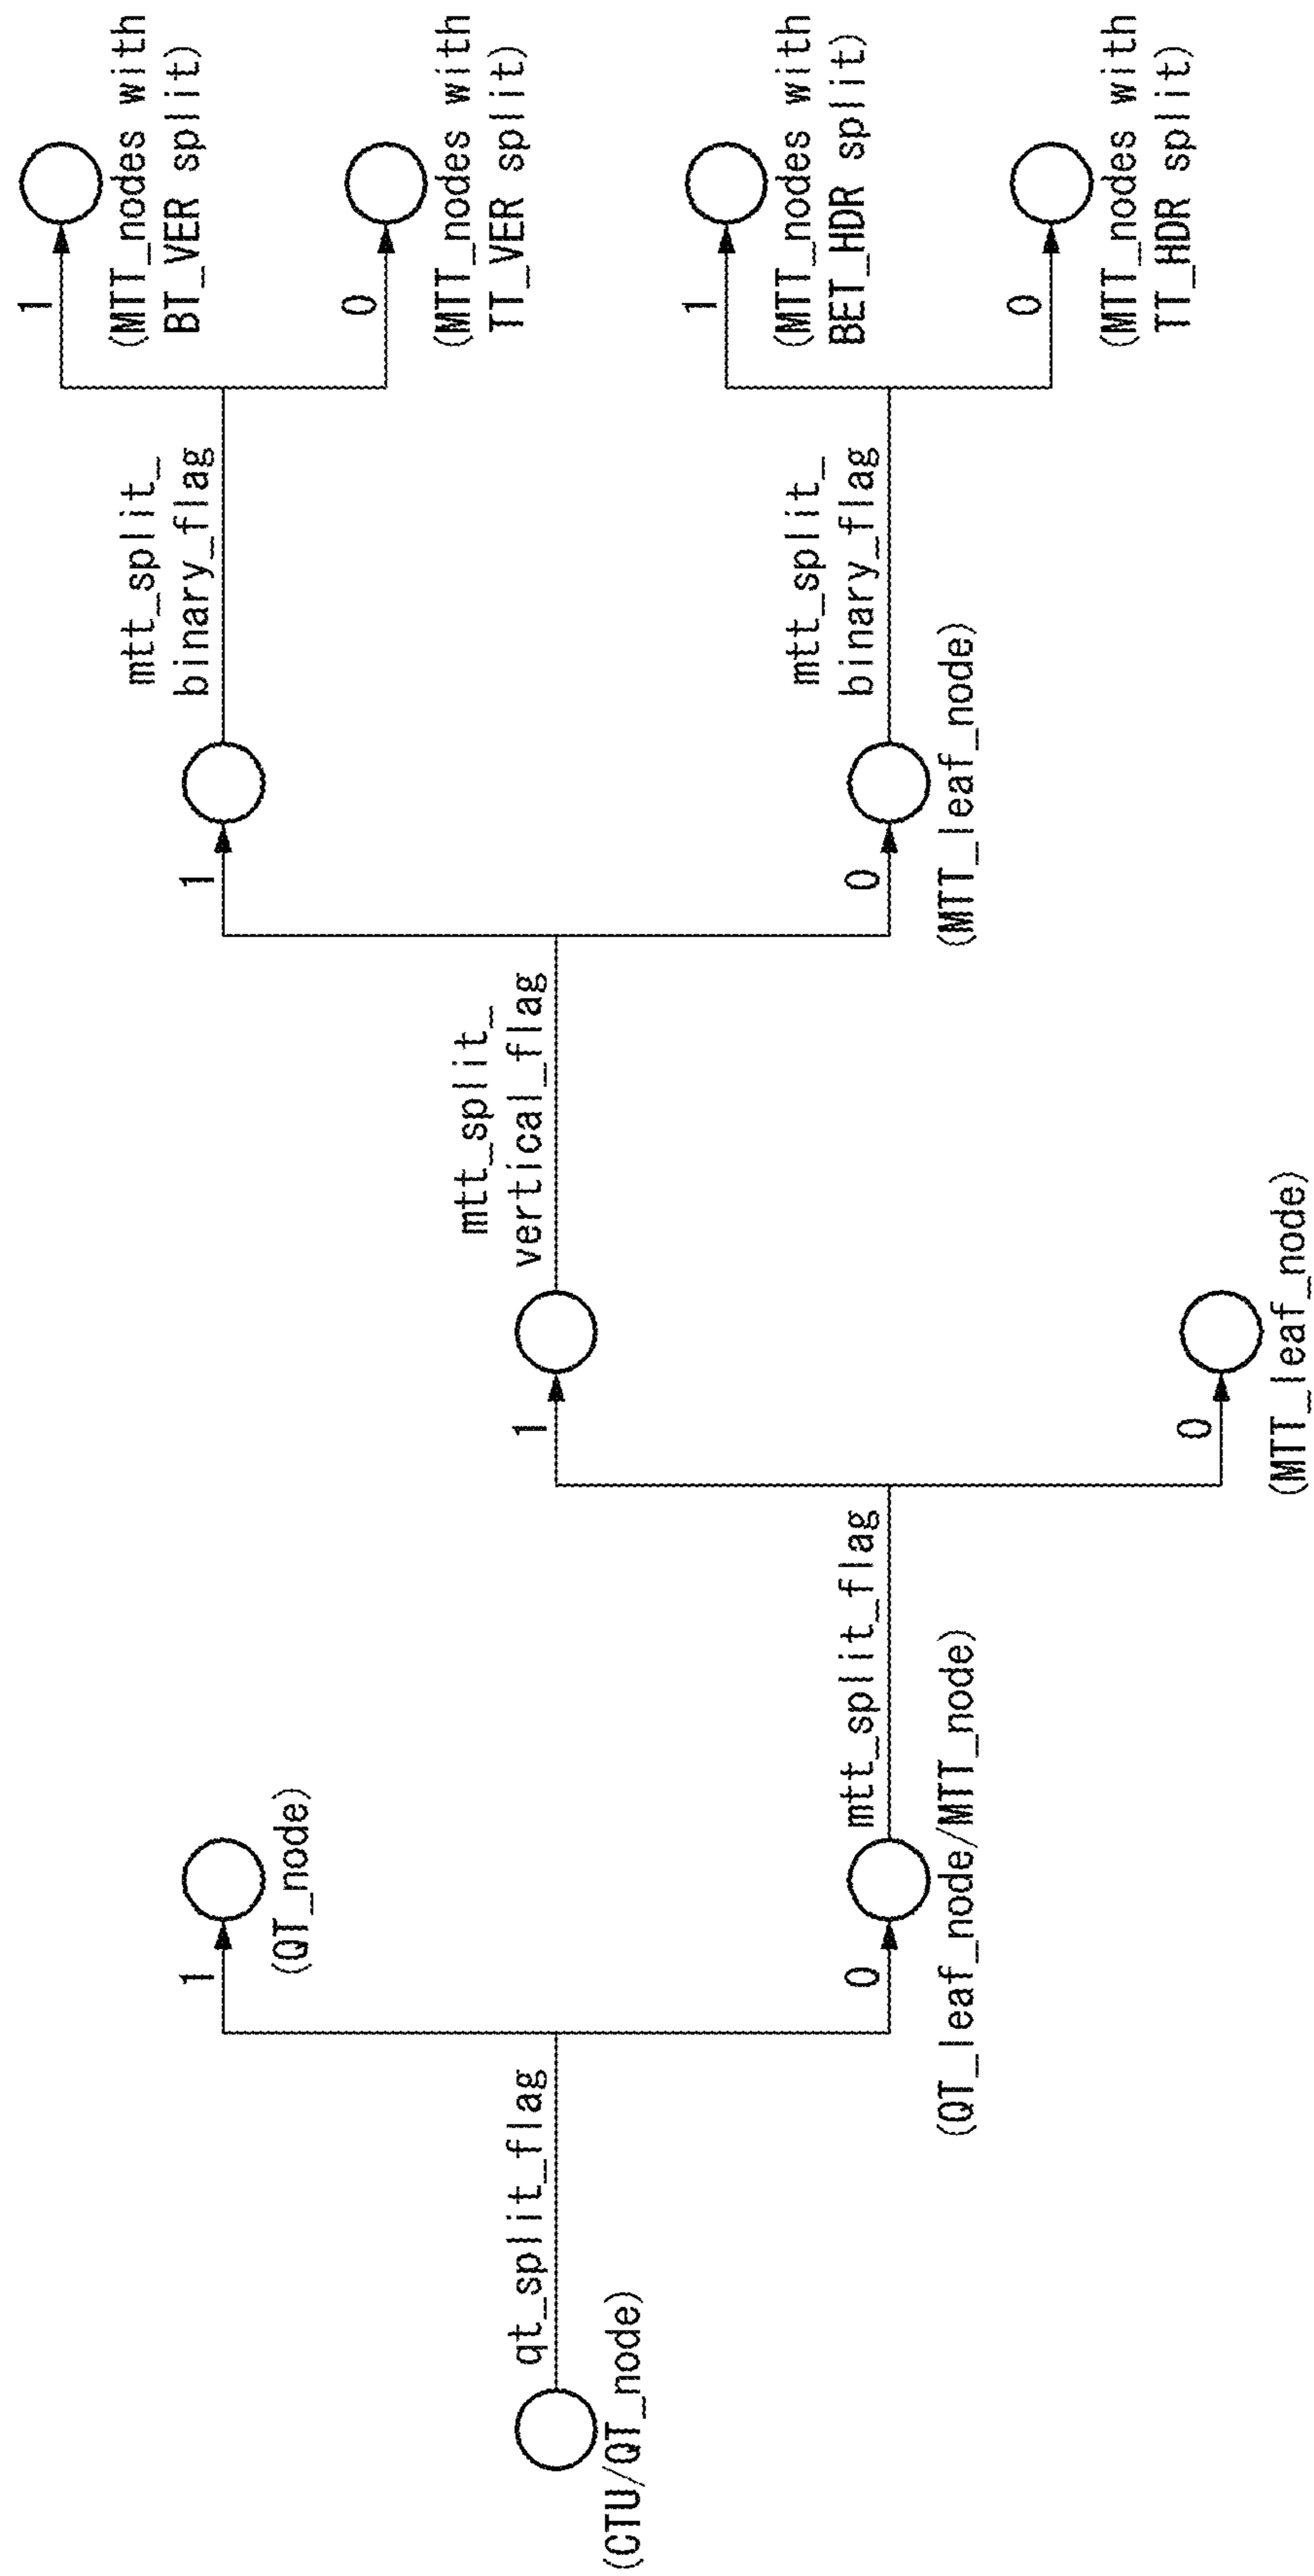 (CTU/QT_node)
qt_split_flag
1
(QT_node)
0
(QT_leaf_node/MTT_node)
mtt_split_flag
1
0
(MTT_leaf_node)
mtt_split_
vertical_flag
1
0
(MTT_leaf_node)
mtt_split_
binary_flag
1
(MTT_nodes with
BT_VER split)
0
(MTT_nodes with
TT_VER split)
mtt_split_
binary_flag
1
(MTT_nodes with
BET_HDR split)
0
(MTT_nodes with
TT_HDR split)